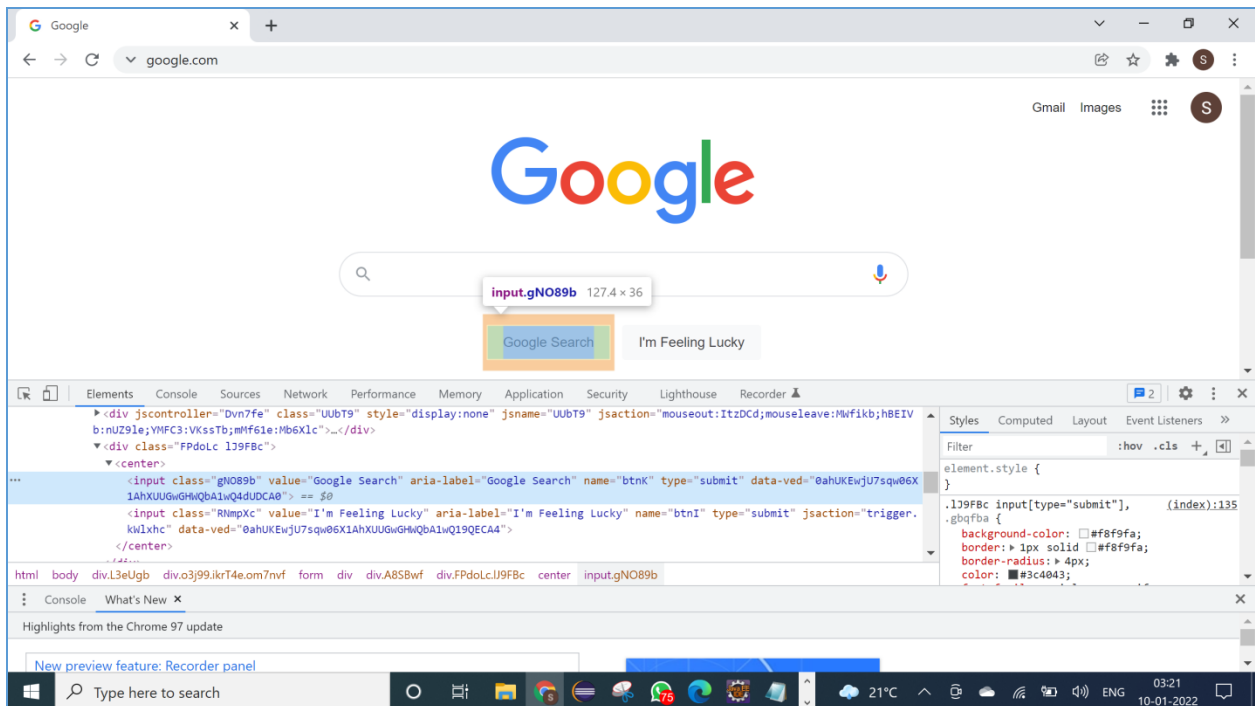 Google
google.com
S
Gmail Images
S
Google
input.gNO89b 127.4 × 36
Google Search I'm Feeling Lucky
Elements Console Sources Network Performance Memory Application Security Lighthouse Recorder 2
<div jscontroller="Dvn7fe" class="UUbT9" style="display:none" jsname="UUbT9" jsaction="mouseout:ItzDCd;mouseleave:MWfikb;hBEIV
b:nUZ9le;YMFC3:VKssTb;mMf61e:Mb6Xlc">…</div>
<div class="FPdoLc lJ9FBc">
<center>
<input class="gNO89b" value="Google Search" aria-label="Google Search" name="btnK" type="submit" data-ved="0ahUKEwjU7sqw06X
1AhXUUGwGHWQbA1wQ4dUDCA0"> == $0
<input class="RNmpXc" value="I'm Feeling Lucky" aria-label="I'm Feeling Lucky" name="btnI" type="submit" jsaction="trigger.
kWlxhc" data-ved="0ahUKEwjU7sqw06X1AhXUUGwGHWQbA1wQ19QECA4">
</center>
html body div.L3eUgb div.o3j99.ikrT4e.om7nvf form div div.A8SBwf div.FPdoLc.lJ9FBc center input.gNO89b
Styles Computed Layout Event Listeners »
Filter :hov .cls +
element.style {
}
.lJ9FBc input[type="submit"], (index):135
.gbqfba {
background-color: #f8f9fa;
border: 1px solid #f8f9fa;
border-radius: 4px;
color: #3c4043;
Console What's New
Highlights from the Chrome 97 update
New preview feature: Recorder panel
Type here to search
S
75
21°C ENG 03:21
10-01-2022